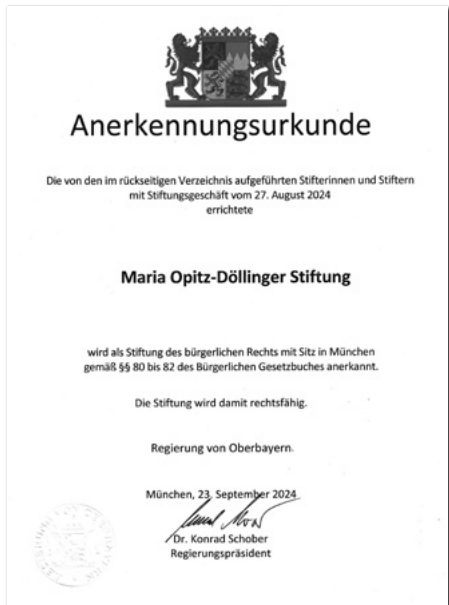 Anerkennungsurkunde
Die von den im rückseitigen Verzeichnis aufgeführten Stifterinnen und Stiftern
mit Stiftungsgeschäft vom 27. August 2024
errichtete
Maria Opitz-Döllinger Stiftung
wird als Stiftung des bürgerlichen Rechts mit Sitz in München
gemäß §§ 80 bis 82 des Bürgerlichen Gesetzbuches anerkannt.
Die Stiftung wird damit rechtsfähig.
Regierung von Oberbayern
München, 23. September 2024
Dr. Konrad Schober
Regierungspräsident